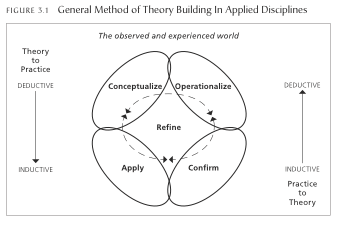 FIGURE 3.1 General Method of Theory Building In Applied Disciplines
The observed and experienced world
Theory
to
Practice
DEDUCTIVE
INDUCTIVE
Conceptualize
Operationalize
Refine
Apply
Confirm
DEDUCTIVE
INDUCTIVE
Practice
to
Theory